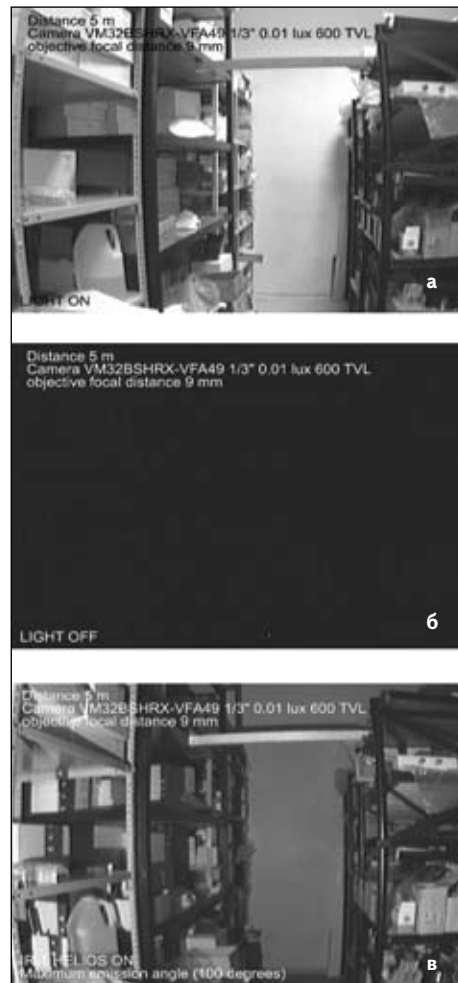 Distance 5 m
Camera VM32BSHRX-VFA49 1/3" 0.01 lux 600 TVL
objective focal distance 9 mm
LIGHT ON
а
Distance 5 m
Camera VM32BSHRX-VFA49 1/3" 0.01 lux 600 TVL
objective focal distance 9 mm
LIGHT OFF
б
Distance 5 m
Camera VM32BSHRX-VFA49 1/3" 0.01 lux 600 TVL
objective focal distance 9 mm
HELIOS ON
Maximum emission angle (100 degrees)
в